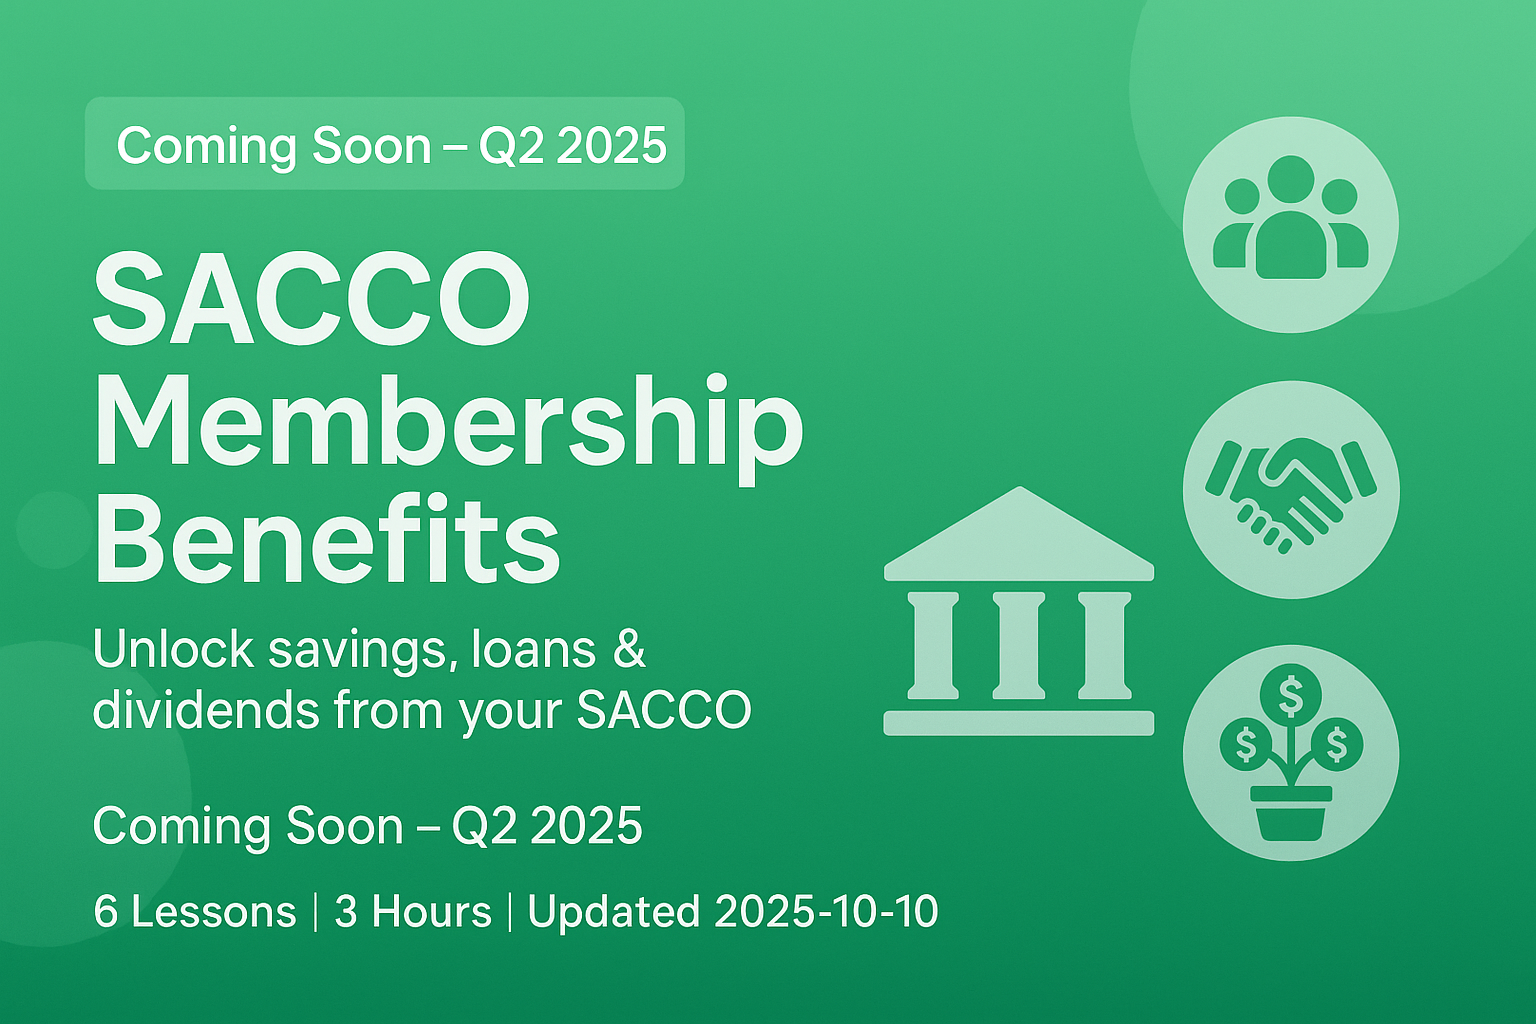 Coming Soon – Q2 2025
SACCO
Membership
Benefits
Unlock savings, loans &
dividends from your SACCO
Coming Soon – Q2 2025
6 Lessons | 3 Hours | Updated 2025-10-10
$
$
$